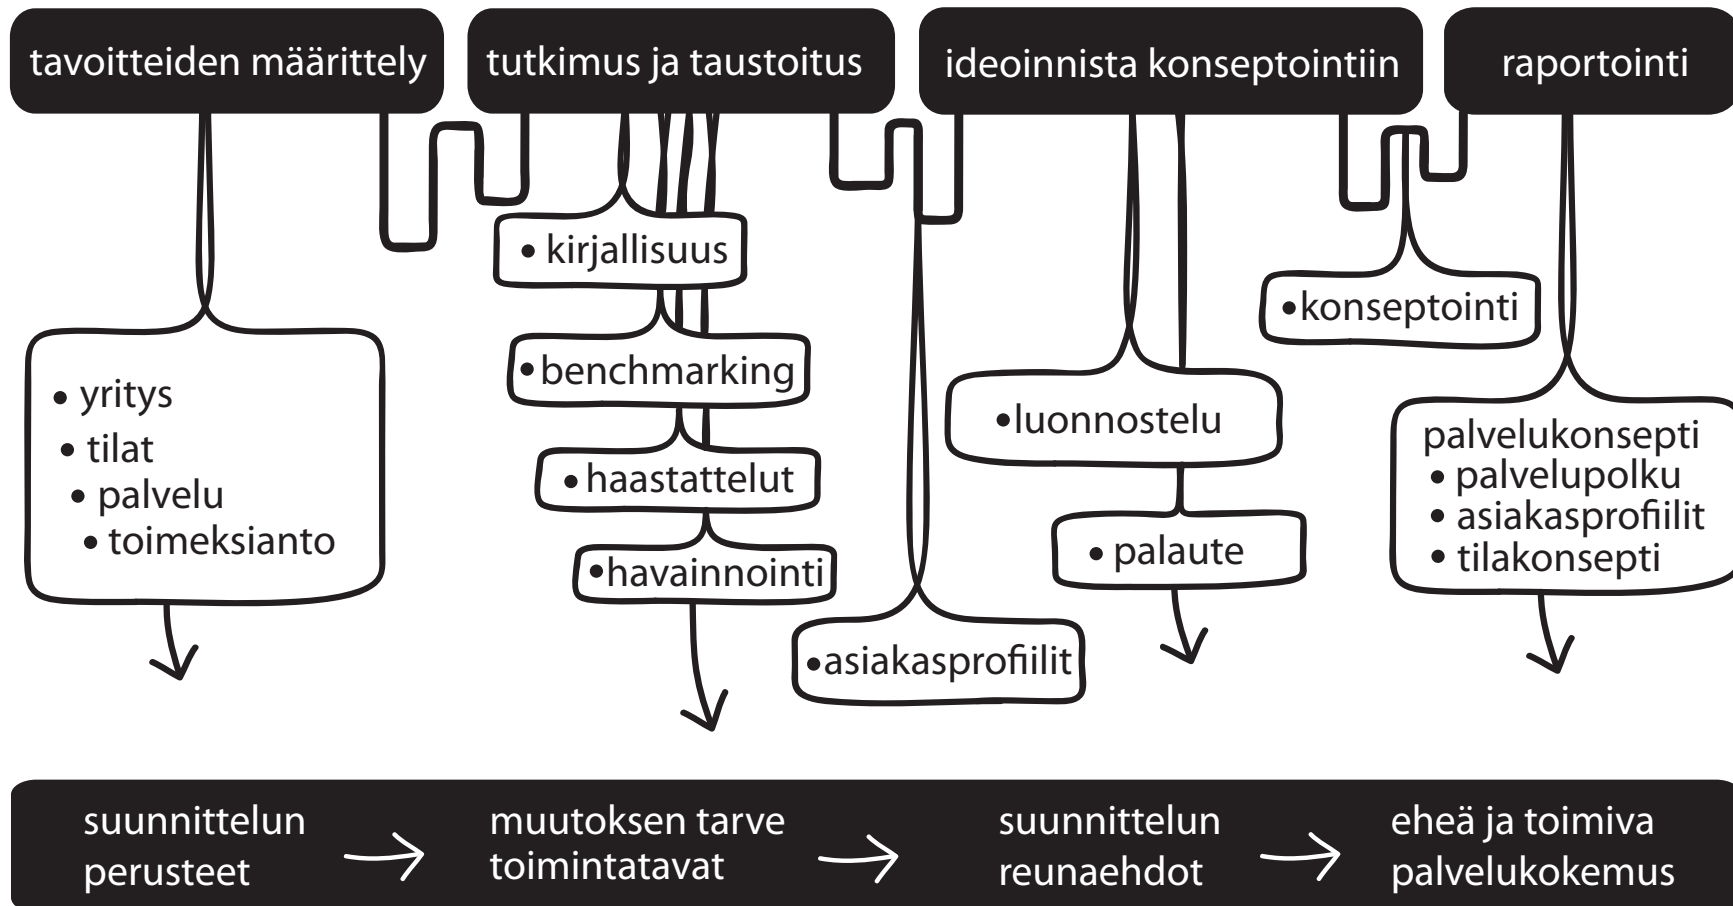 tavoitteiden määrittely
tutkimus ja taustoitus
ideoinnista konseptointiin
raportointi
• yritys
• tilat
• palvelu
• toimeksianto
• kirjallisuus
• benchmarking
• haastattelut
• havainnointi
• asiakasprofiilit
• luonnostelu
• palaute
• konseptointi
palvelukonsepti
• palvelupolku
• asiakasprofiilit
• tilakonsepti
suunnittelun
perusteet
muutoksen tarve
toimintatavat
suunnittelun
reunaehdot
eheä ja toimiva
palvelukokemus